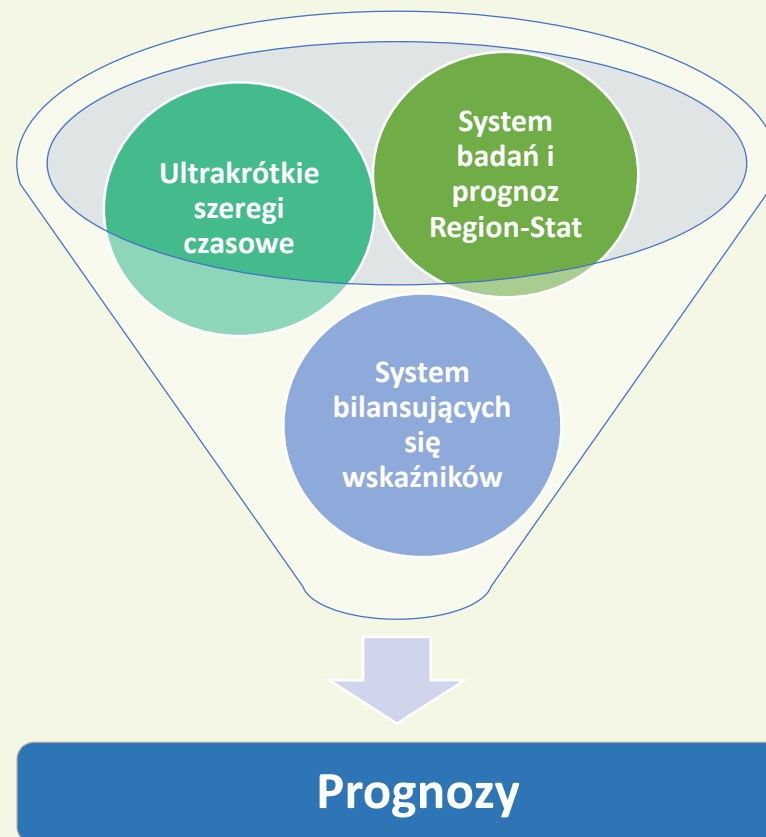 Ultrakrótkie
szeregi
czasowe
System
badań i
prognoz
Region-Stat
System
bilansujących
się
wskaźników
Prognozy